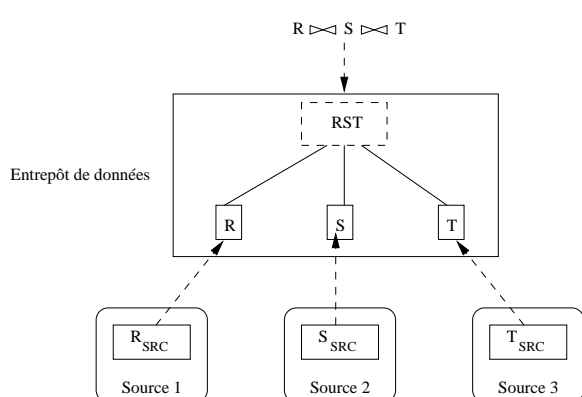 R ⋈ S ⋈ T
RST
Entrepôt de données
R S T
R_SRC S_SRC T_SRC
Source 1 Source 2 Source 3